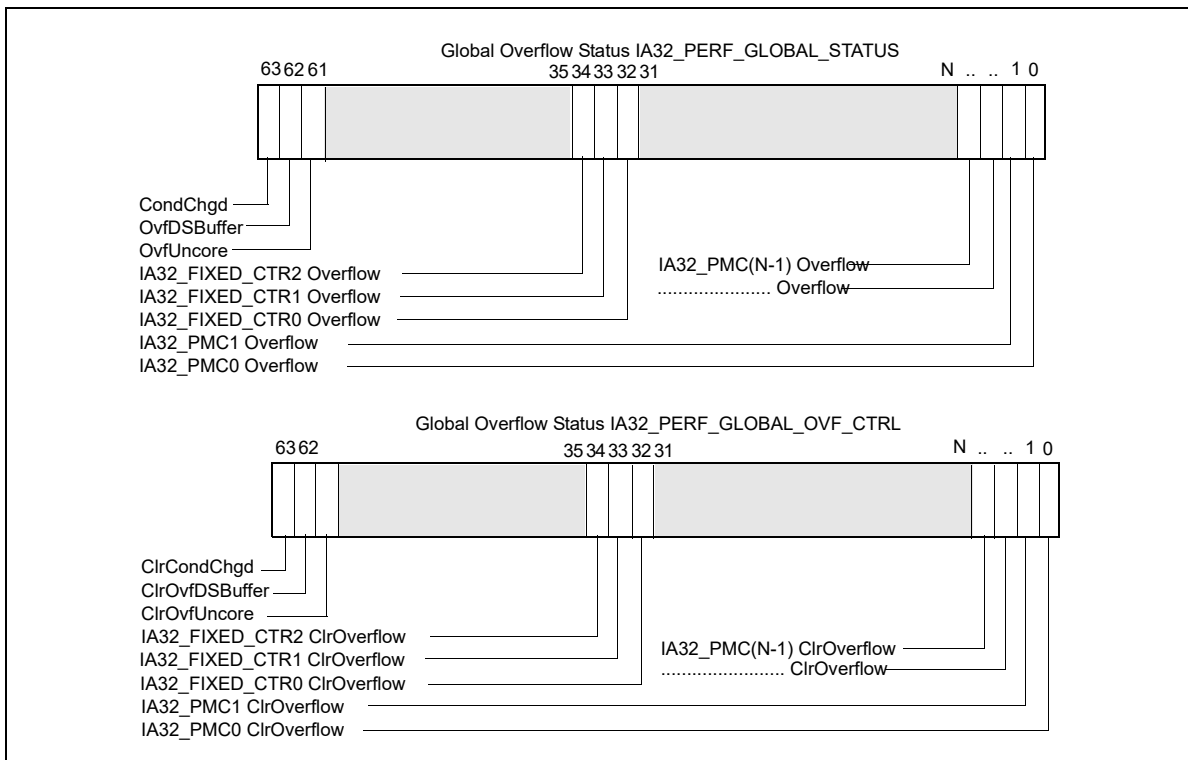 Global Overflow Status IA32_PERF_GLOBAL_STATUS
63 62 61 35 34 33 32 31 N .. .. 1 0
CondChgd
OvfDSBuffer
OvfUncore
IA32_FIXED_CTR2 Overflow
IA32_FIXED_CTR1 Overflow
IA32_FIXED_CTR0 Overflow
IA32_PMC1 Overflow
IA32_PMC0 Overflow
IA32_PMC(N-1) Overflow
...................... Overflow
Global Overflow Status IA32_PERF_GLOBAL_OVF_CTRL
63 62 35 34 33 32 31 N .. .. 1 0
ClrCondChgd
ClrOvfDSBuffer
ClrOvfUncore
IA32_FIXED_CTR2 ClrOverflow
IA32_FIXED_CTR1 ClrOverflow
IA32_FIXED_CTR0 ClrOverflow
IA32_PMC1 ClrOverflow
IA32_PMC0 ClrOverflow
IA32_PMC(N-1) ClrOverflow
........................ ClrOverflow